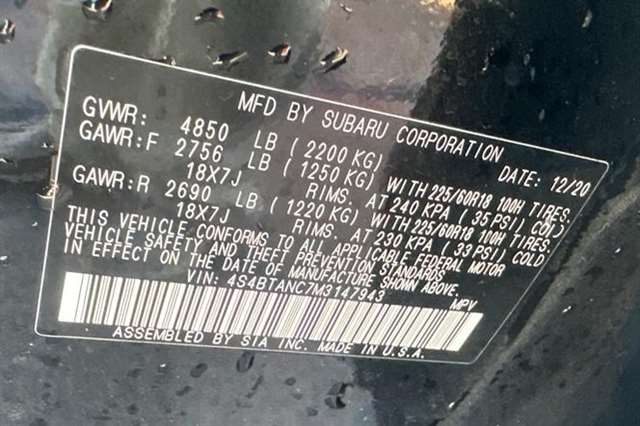 MFD BY SUBARU CORPORATION DATE: 12/20
GVWR: 4850 LB (2200 KG)
GAWR:F 2756 LB (1250 KG) WITH 225/60R18 100H TIRES,
18X7J RIMS, AT 240 KPA (35 PSI) COLD
GAWR:R 2690 LB (1220 KG) WITH 225/60R18 100H TIRES,
18X7J RIMS, AT 230 KPA (33 PSI) COLD
THIS VEHICLE CONFORMS TO ALL APPLICABLE FEDERAL MOTOR
VEHICLE SAFETY AND THEFT PREVENTION STANDARDS
IN EFFECT ON THE DATE OF MANUFACTURE SHOWN ABOVE.
VIN: 4S4BTANC7M3147943 MPV
ASSEMBLED BY SIA INC. MADE IN U.S.A.